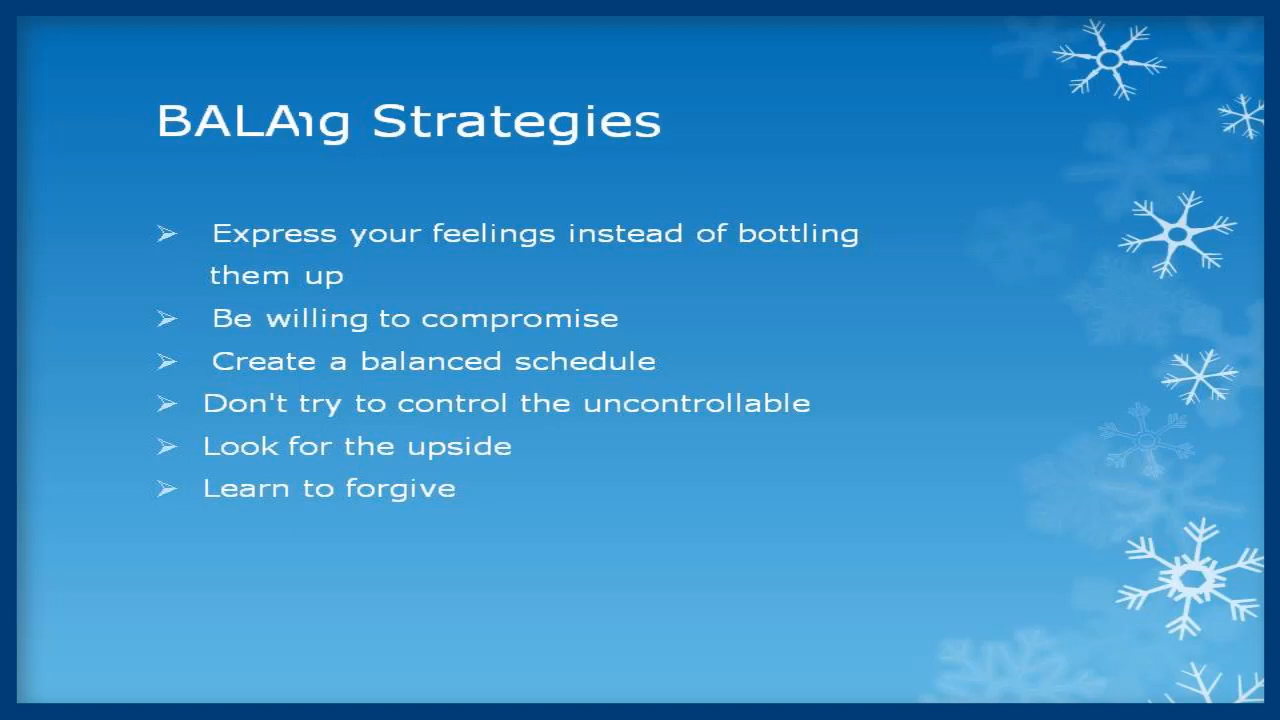 BALAng Strategies
➢ Express your feelings instead of bottling
them up
➢ Be willing to compromise
➢ Create a balanced schedule
➢ Don't try to control the uncontrollable
➢ Look for the upside
➢ Learn to forgive